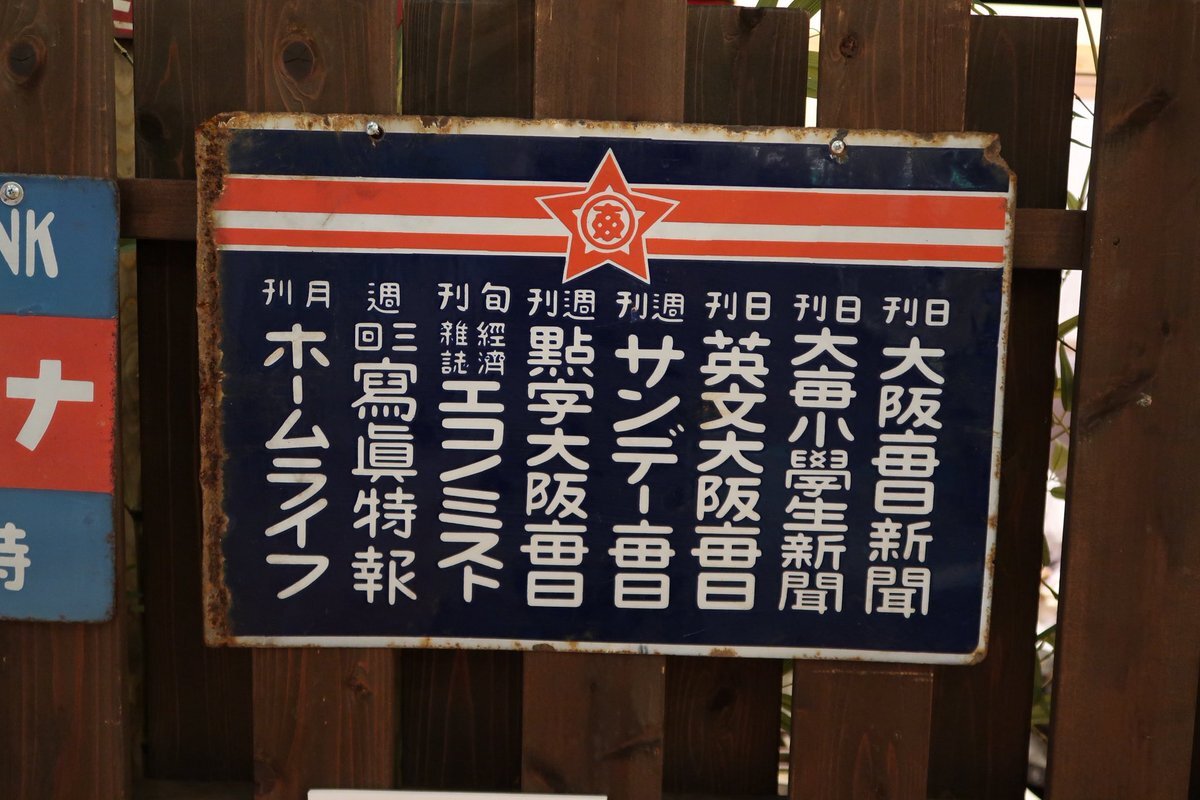 日刊 大阪毎日新聞
日刊 大毎小學生新聞
日刊 英文大阪毎日
週刊 サンデー毎日
週刊 點字大阪毎日
旬刊 經濟雜誌 エコノミスト
週三回 寫眞特報
月刊 ホームライフ
NK
ナ